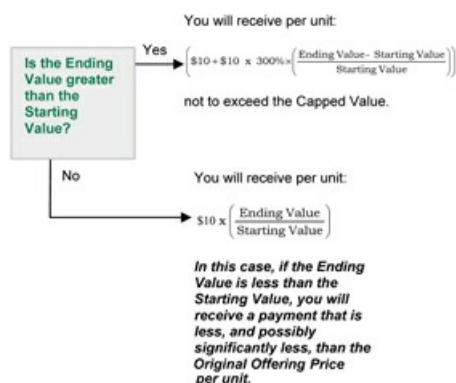 You will receive per unit:
Is the Ending
Value greater
than the
Starting
Value?
Yes
($10 + $10 x 300% × (Ending Value- Starting Value / Starting Value))
not to exceed the Capped Value.
No
You will receive per unit:
$10 x (Ending Value / Starting Value)
In this case, if the Ending
Value is less than the
Starting Value, you will
receive a payment that is
less, and possibly
significantly less, than the
Original Offering Price
per unit.